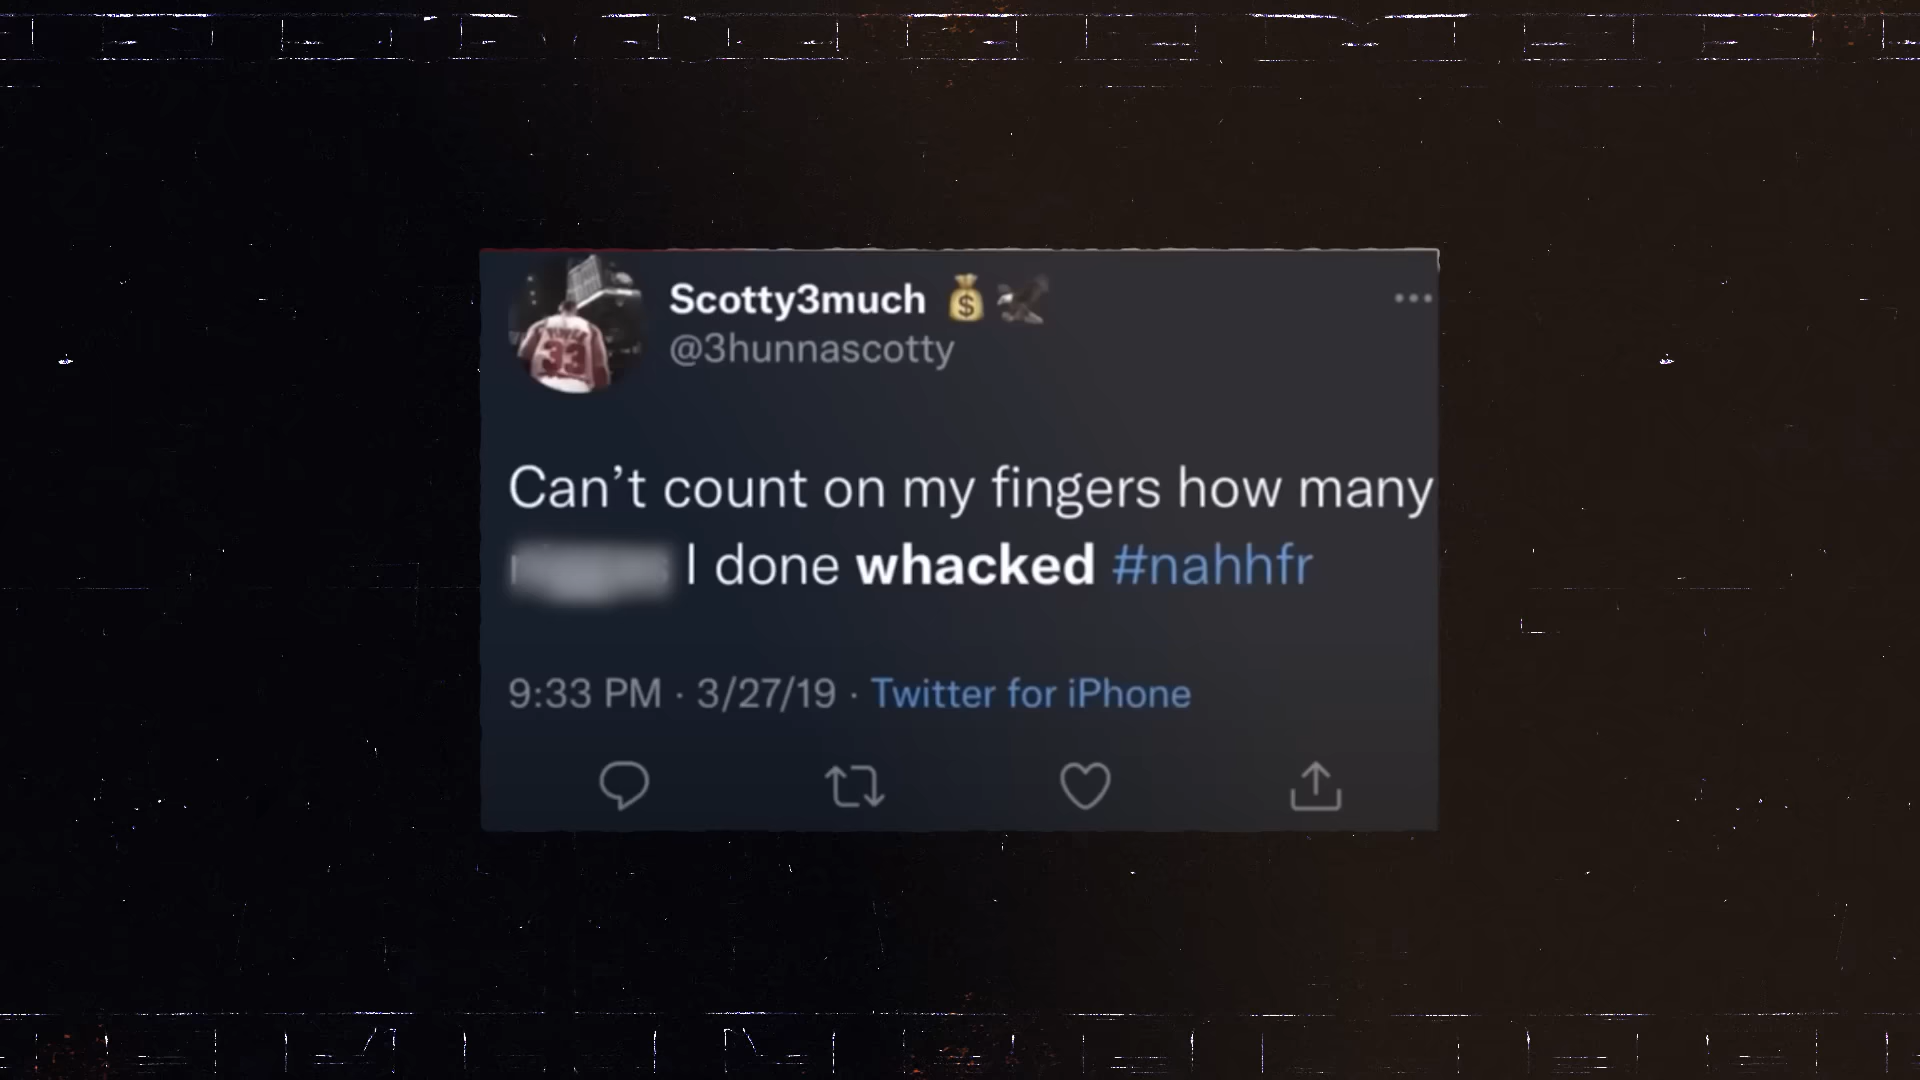 Scotty3much 💰🦅
@3hunnascotty
Can't count on my fingers how many
I done whacked #nahhfr
9:33 PM · 3/27/19 · Twitter for iPhone
33